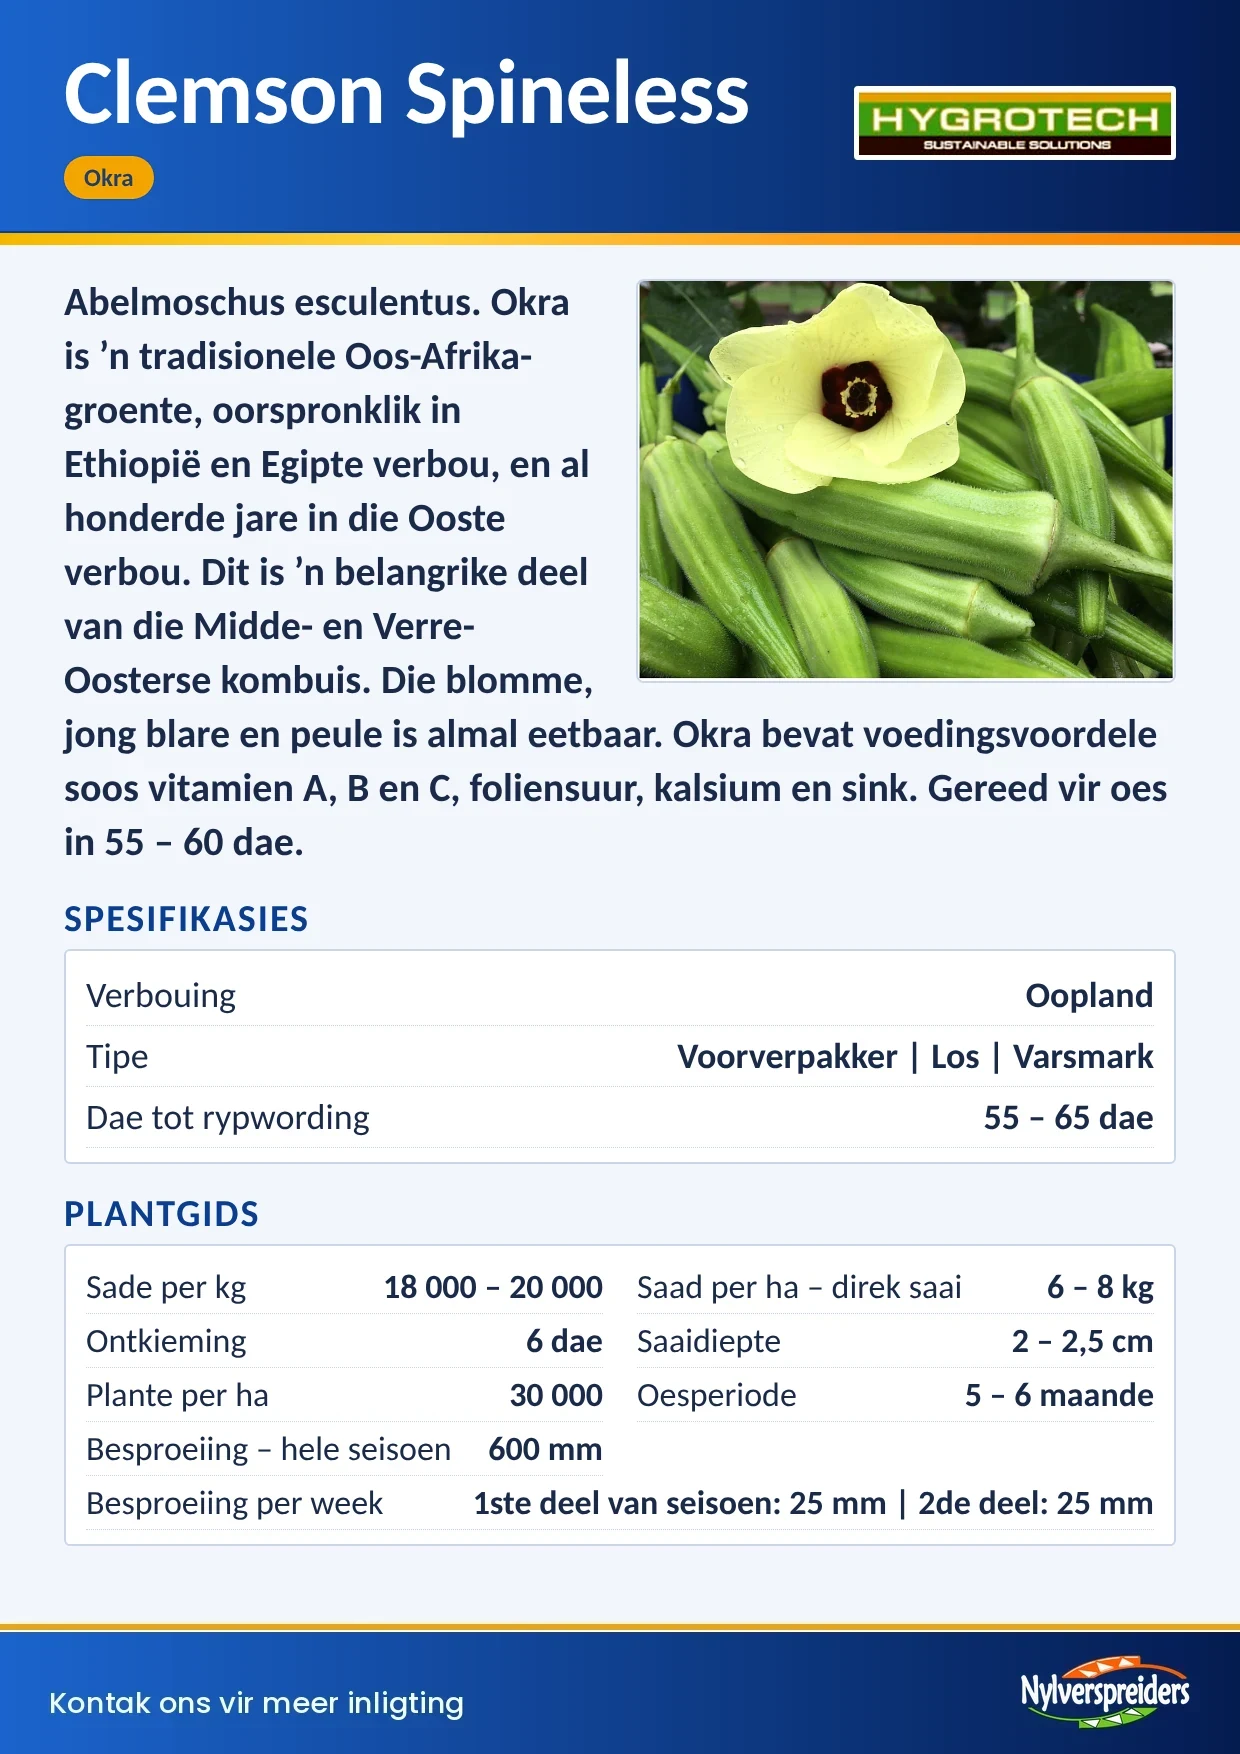 Clemson Spineless
Okra
HYGROTECH
SUSTAINABLE SOLUTIONS
Abelmoschus esculentus. Okra
is ’n tradisionele Oos-Afrika-
groente, oorspronklik in
Ethiopië en Egipte verbou, en al
honderde jare in die Ooste
verbou. Dit is ’n belangrike deel
van die Midde- en Verre-
Oosterse kombuis. Die blomme,
jong blare en peule is almal eetbaar. Okra bevat voedingsvoordele
soos vitamien A, B en C, foliensuur, kalsium en sink. Gereed vir oes
in 55 – 60 dae.
SPESIFIKASIES
Verbouing Oopland
Tipe Voorverpakker | Los | Varsmark
Dae tot rypwording 55 – 65 dae
PLANTGIDS
Sade per kg 18 000 – 20 000 Saad per ha – direk saai 6 – 8 kg
Ontkieming 6 dae Saaidiepte 2 – 2,5 cm
Plante per ha 30 000 Oesperiode 5 – 6 maande
Besproeiing – hele seisoen 600 mm
Besproeiing per week 1ste deel van seisoen: 25 mm | 2de deel: 25 mm
Kontak ons vir meer inligting
Nylverspreiders